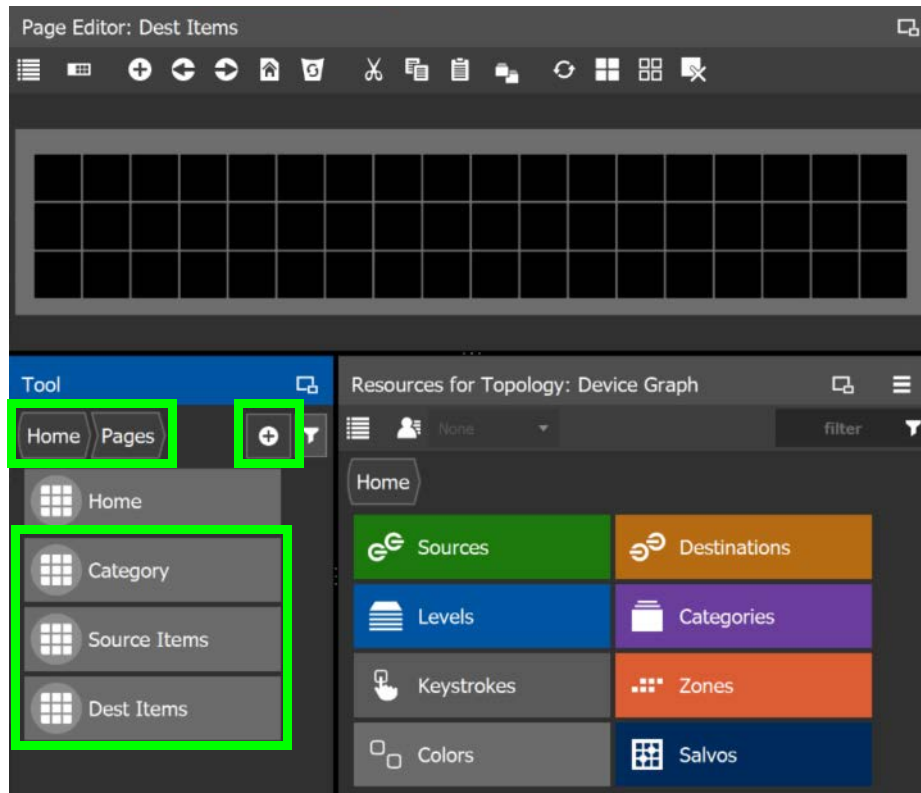 Page Editor: Dest Items
Tool
Home Pages
Home
Category
Source Items
Dest Items
Resources for Topology: Device Graph
None
filter
Home
Sources
Destinations
Levels
Categories
Keystrokes
Zones
Colors
Salvos